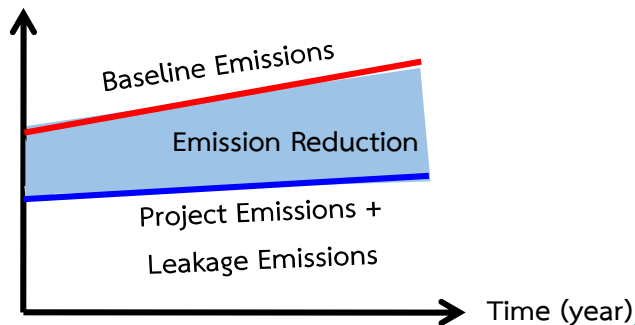 Baseline Emissions
Emission Reduction
Project Emissions +
Leakage Emissions
Time (year)